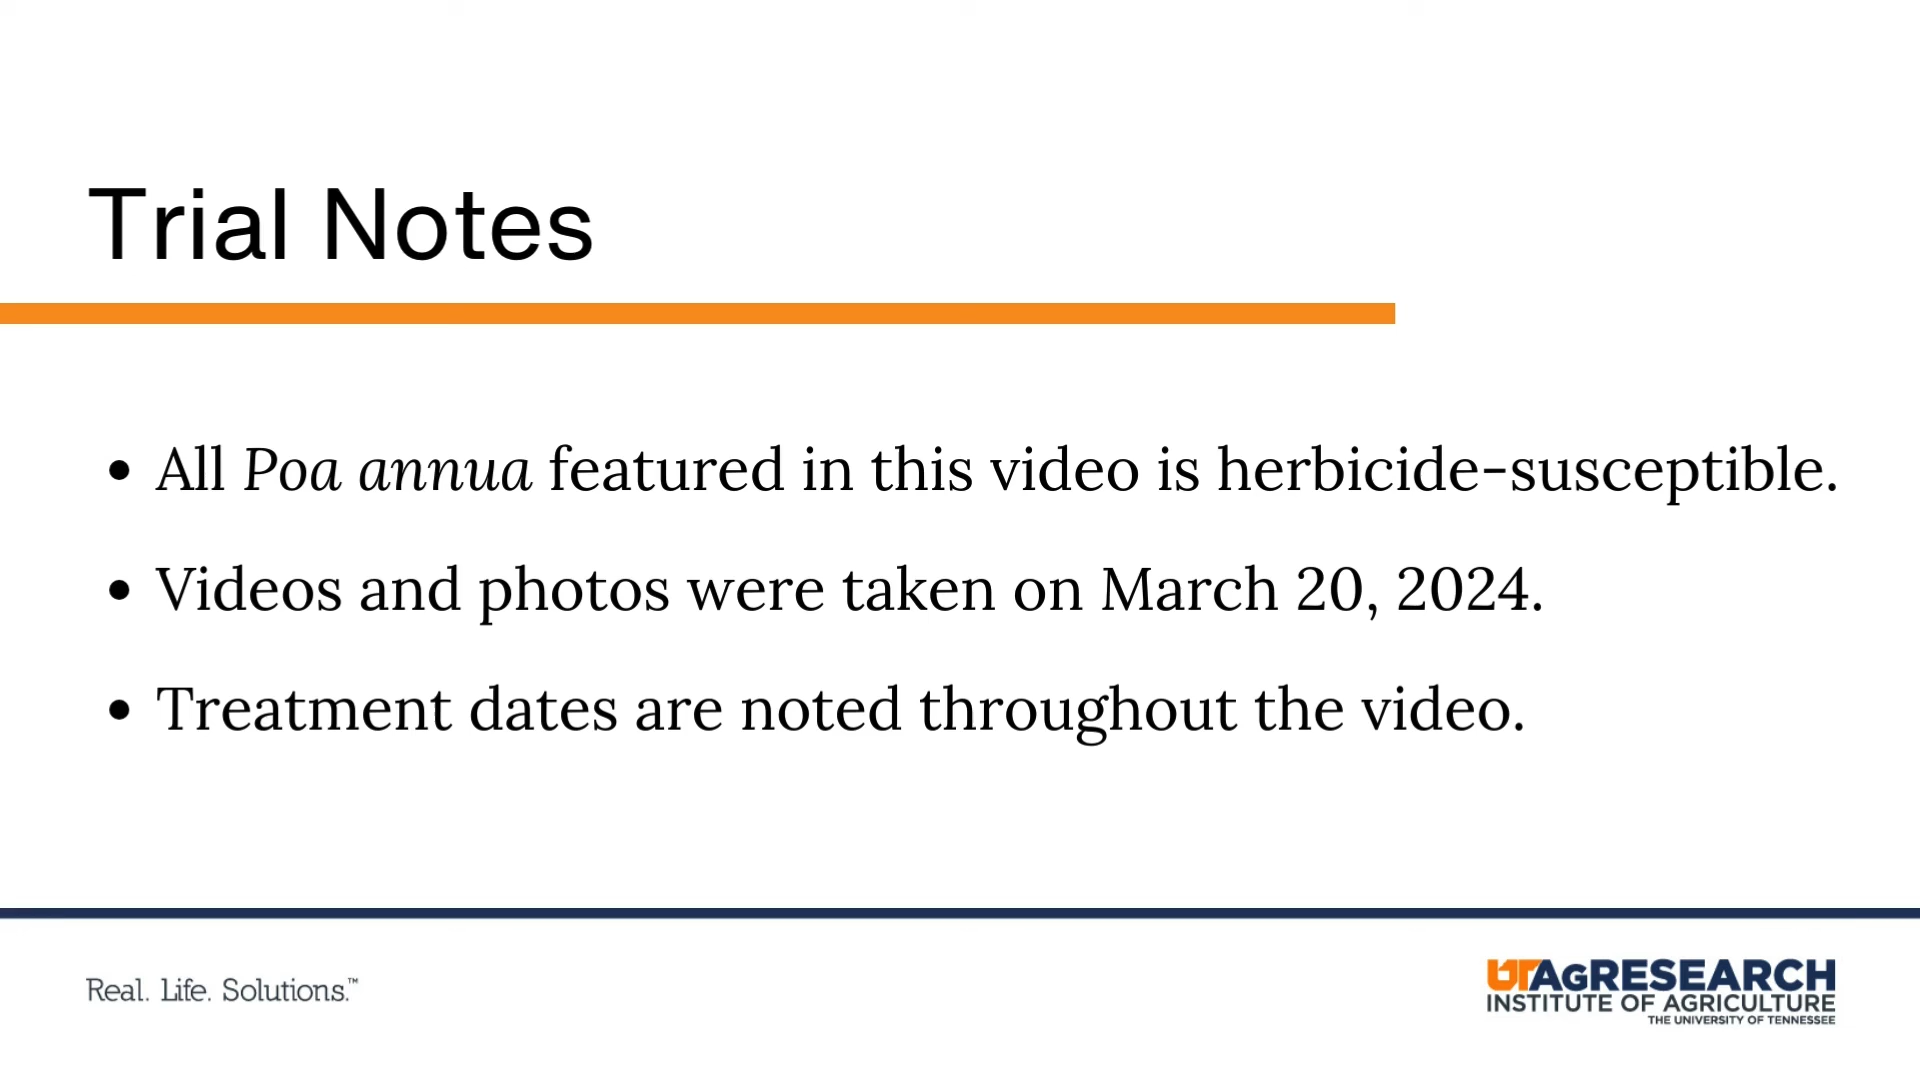 Trial Notes
• All Poa annua featured in this video is herbicide-susceptible.
• Videos and photos were taken on March 20, 2024.
• Treatment dates are noted throughout the video.
Real. Life. Solutions.™
UTAGRESEARCH
INSTITUTE OF AGRICULTURE
THE UNIVERSITY OF TENNESSEE